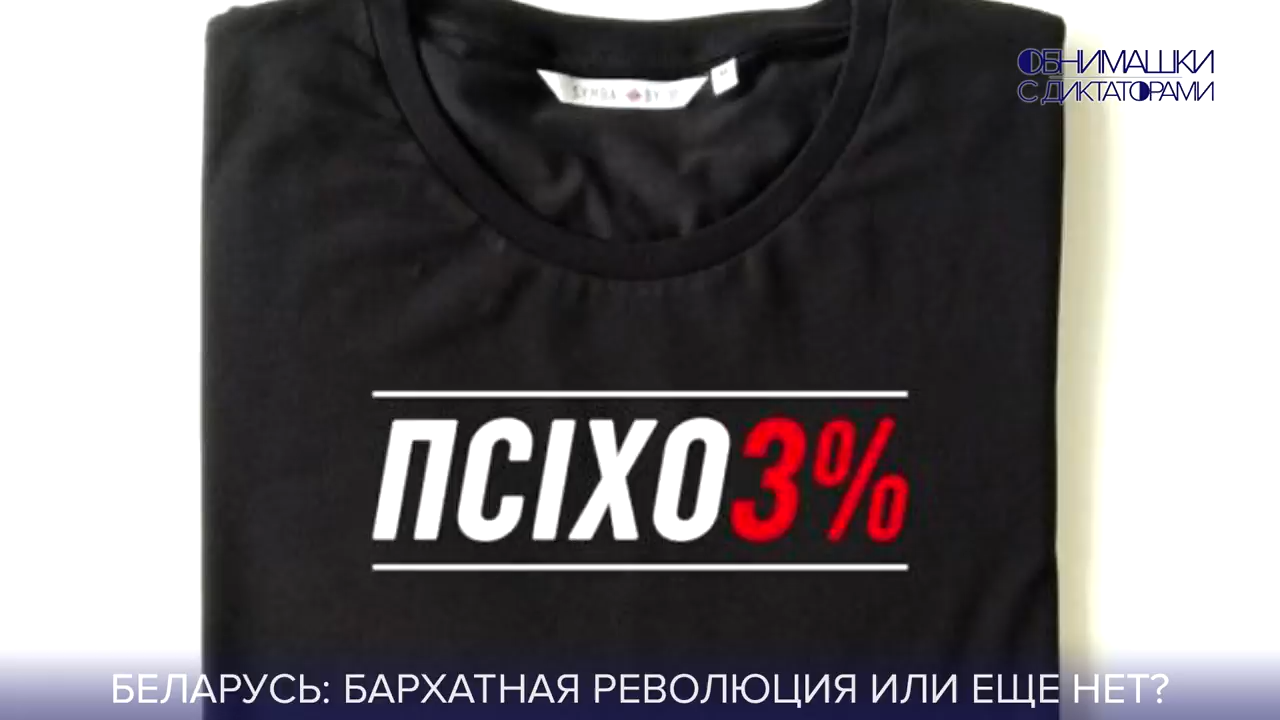 ОБНИМАШКИ
С ДИКТАТОРАМИ
ПСІХО3%
БЕЛАРУСЬ: БАРХАТНАЯ РЕВОЛЮЦИЯ ИЛИ ЕЩЕ НЕТ?